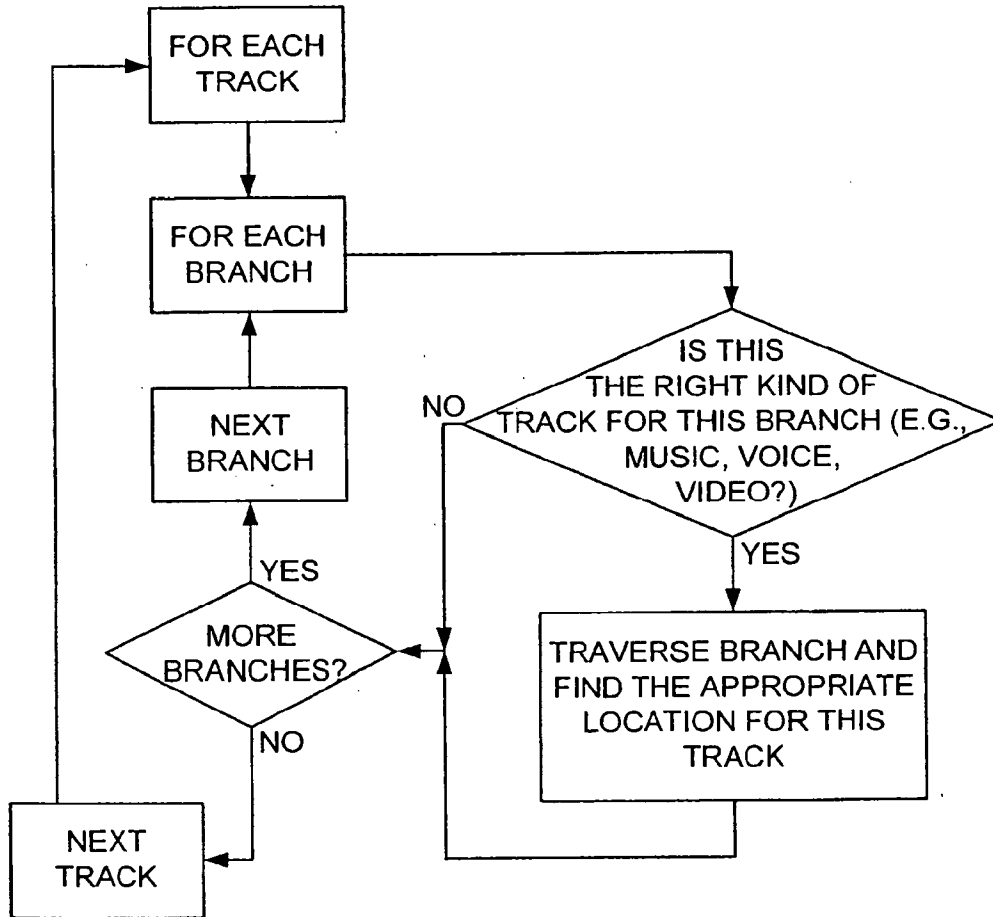 FOR EACH
TRACK
FOR EACH
BRANCH
IS THIS
THE RIGHT KIND OF
TRACK FOR THIS BRANCH (E.G.,
MUSIC, VOICE,
VIDEO?)
NO
YES
NEXT
BRANCH
YES
MORE
BRANCHES?
NO
TRAVERSE BRANCH AND
FIND THE APPROPRIATE
LOCATION FOR THIS
TRACK
NEXT
TRACK